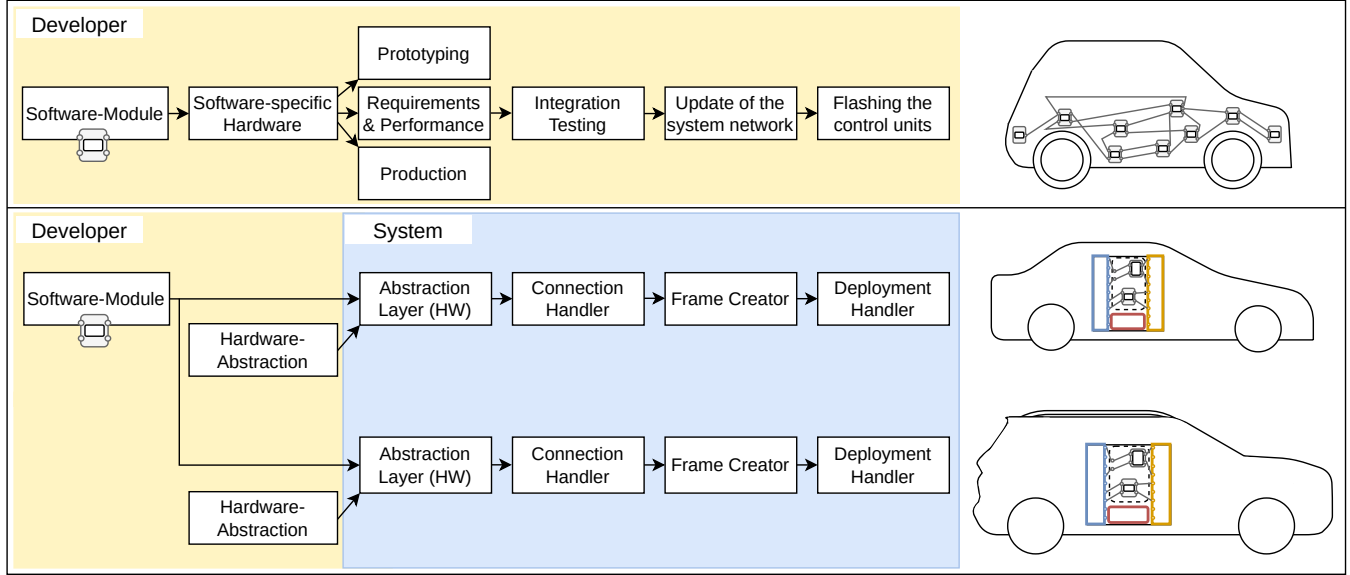 Developer
Prototyping
Software-Module
Software-specific
Hardware
Requirements
& Performance
Integration
Testing
Update of the
system network
Flashing the
control units
Production
Developer
System
Software-Module
Abstraction
Layer (HW)
Connection
Handler
Frame Creator
Deployment
Handler
Hardware-
Abstraction
Abstraction
Layer (HW)
Connection
Handler
Frame Creator
Deployment
Handler
Hardware-
Abstraction